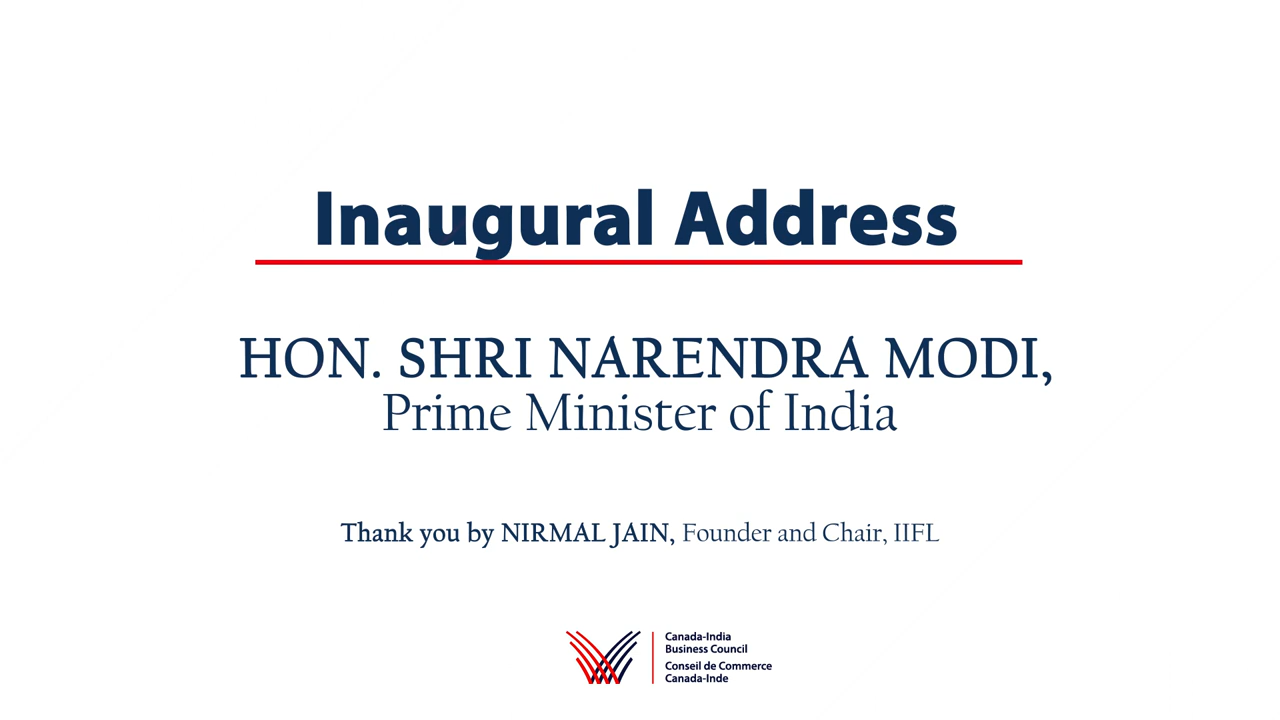 Inaugural Address
HON. SHRI NARENDRA MODI,
Prime Minister of India
Thank you by NIRMAL JAIN, Founder and Chair, IIFL
Canada-India
Business Council
Conseil de Commerce
Canada-Inde